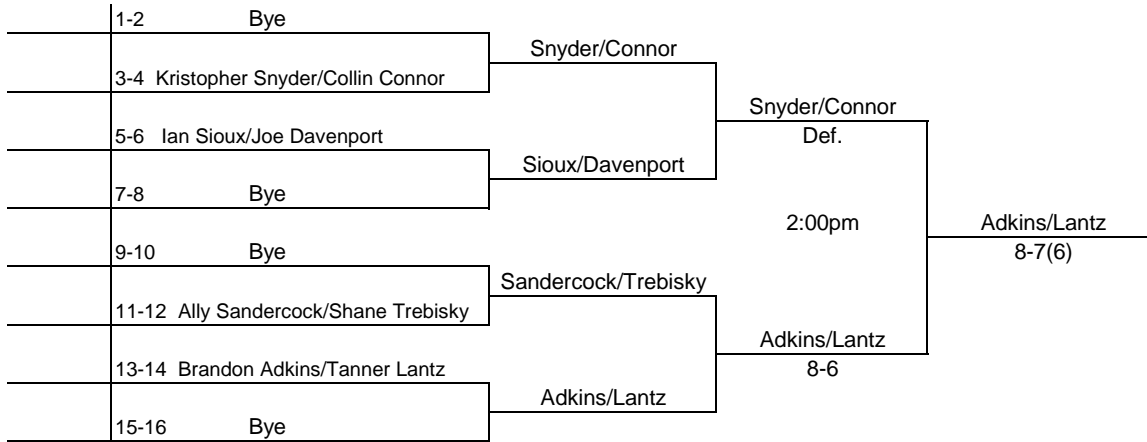 1-2 Bye
Snyder/Connor
3-4 Kristopher Snyder/Collin Connor
Snyder/Connor
Def.
5-6 Ian Sioux/Joe Davenport
Sioux/Davenport
7-8 Bye
2:00pm
Adkins/Lantz
8-7(6)
9-10 Bye
Sandercock/Trebisky
11-12 Ally Sandercock/Shane Trebisky
Adkins/Lantz
8-6
13-14 Brandon Adkins/Tanner Lantz
Adkins/Lantz
15-16 Bye